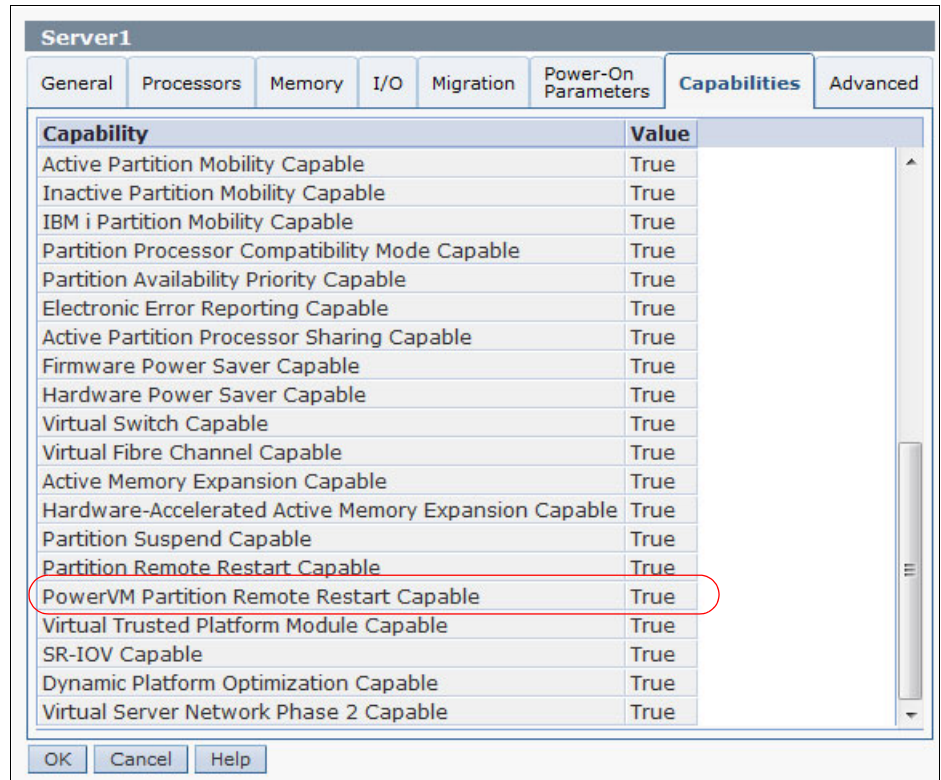 Server1
General Processors Memory I/O Migration Power-On Parameters Capabilities Advanced
Capability Value
Active Partition Mobility Capable True
Inactive Partition Mobility Capable True
IBM i Partition Mobility Capable True
Partition Processor Compatibility Mode Capable True
Partition Availability Priority Capable True
Electronic Error Reporting Capable True
Active Partition Processor Sharing Capable True
Firmware Power Saver Capable True
Hardware Power Saver Capable True
Virtual Switch Capable True
Virtual Fibre Channel Capable True
Active Memory Expansion Capable True
Hardware-Accelerated Active Memory Expansion Capable True
Partition Suspend Capable True
Partition Remote Restart Capable True
PowerVM Partition Remote Restart Capable True
Virtual Trusted Platform Module Capable True
SR-IOV Capable True
Dynamic Platform Optimization Capable True
Virtual Server Network Phase 2 Capable True
OK Cancel Help